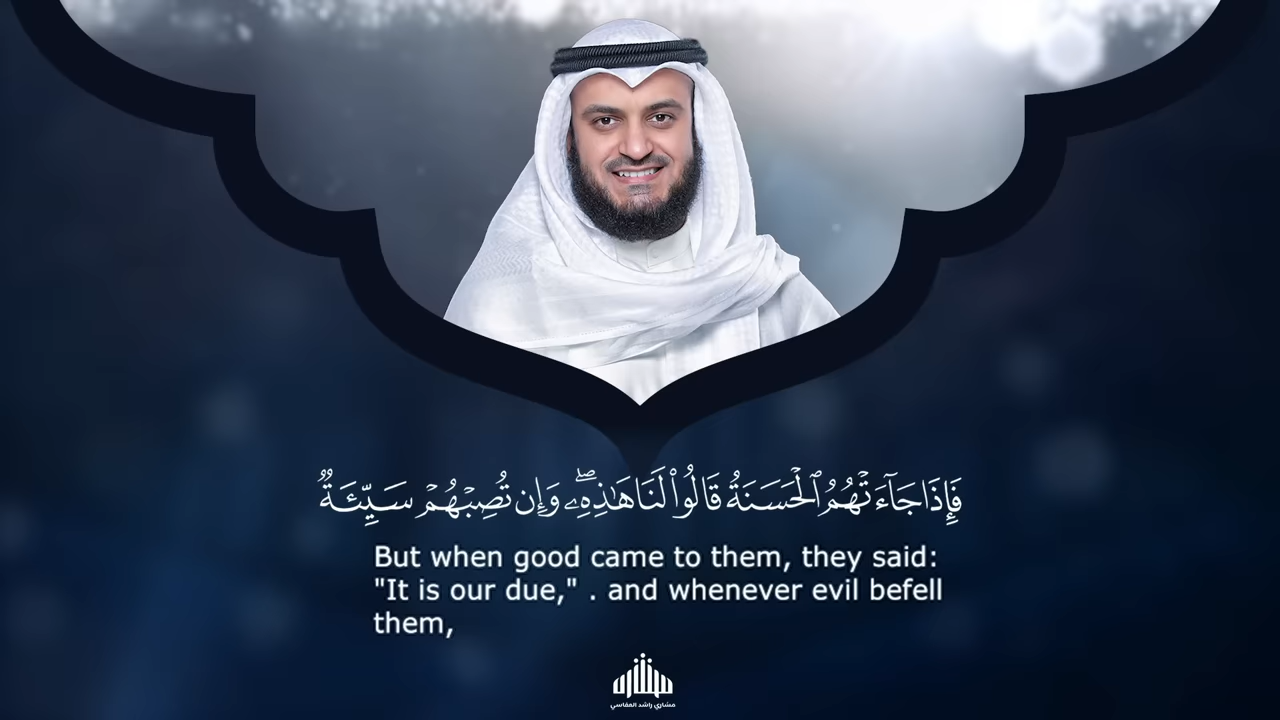 فَإِذَا جَآءَتْهُمُ ٱلْحَسَنَةُ قَالُوا۟ لَنَا هَـٰذِهِۦ ۖ وَإِن تُصِبْهُمْ سَيِّئَةٌۭ
But when good came to them, they said:
"It is our due," . and whenever evil befell
them,
مشاري راشد العفاسي